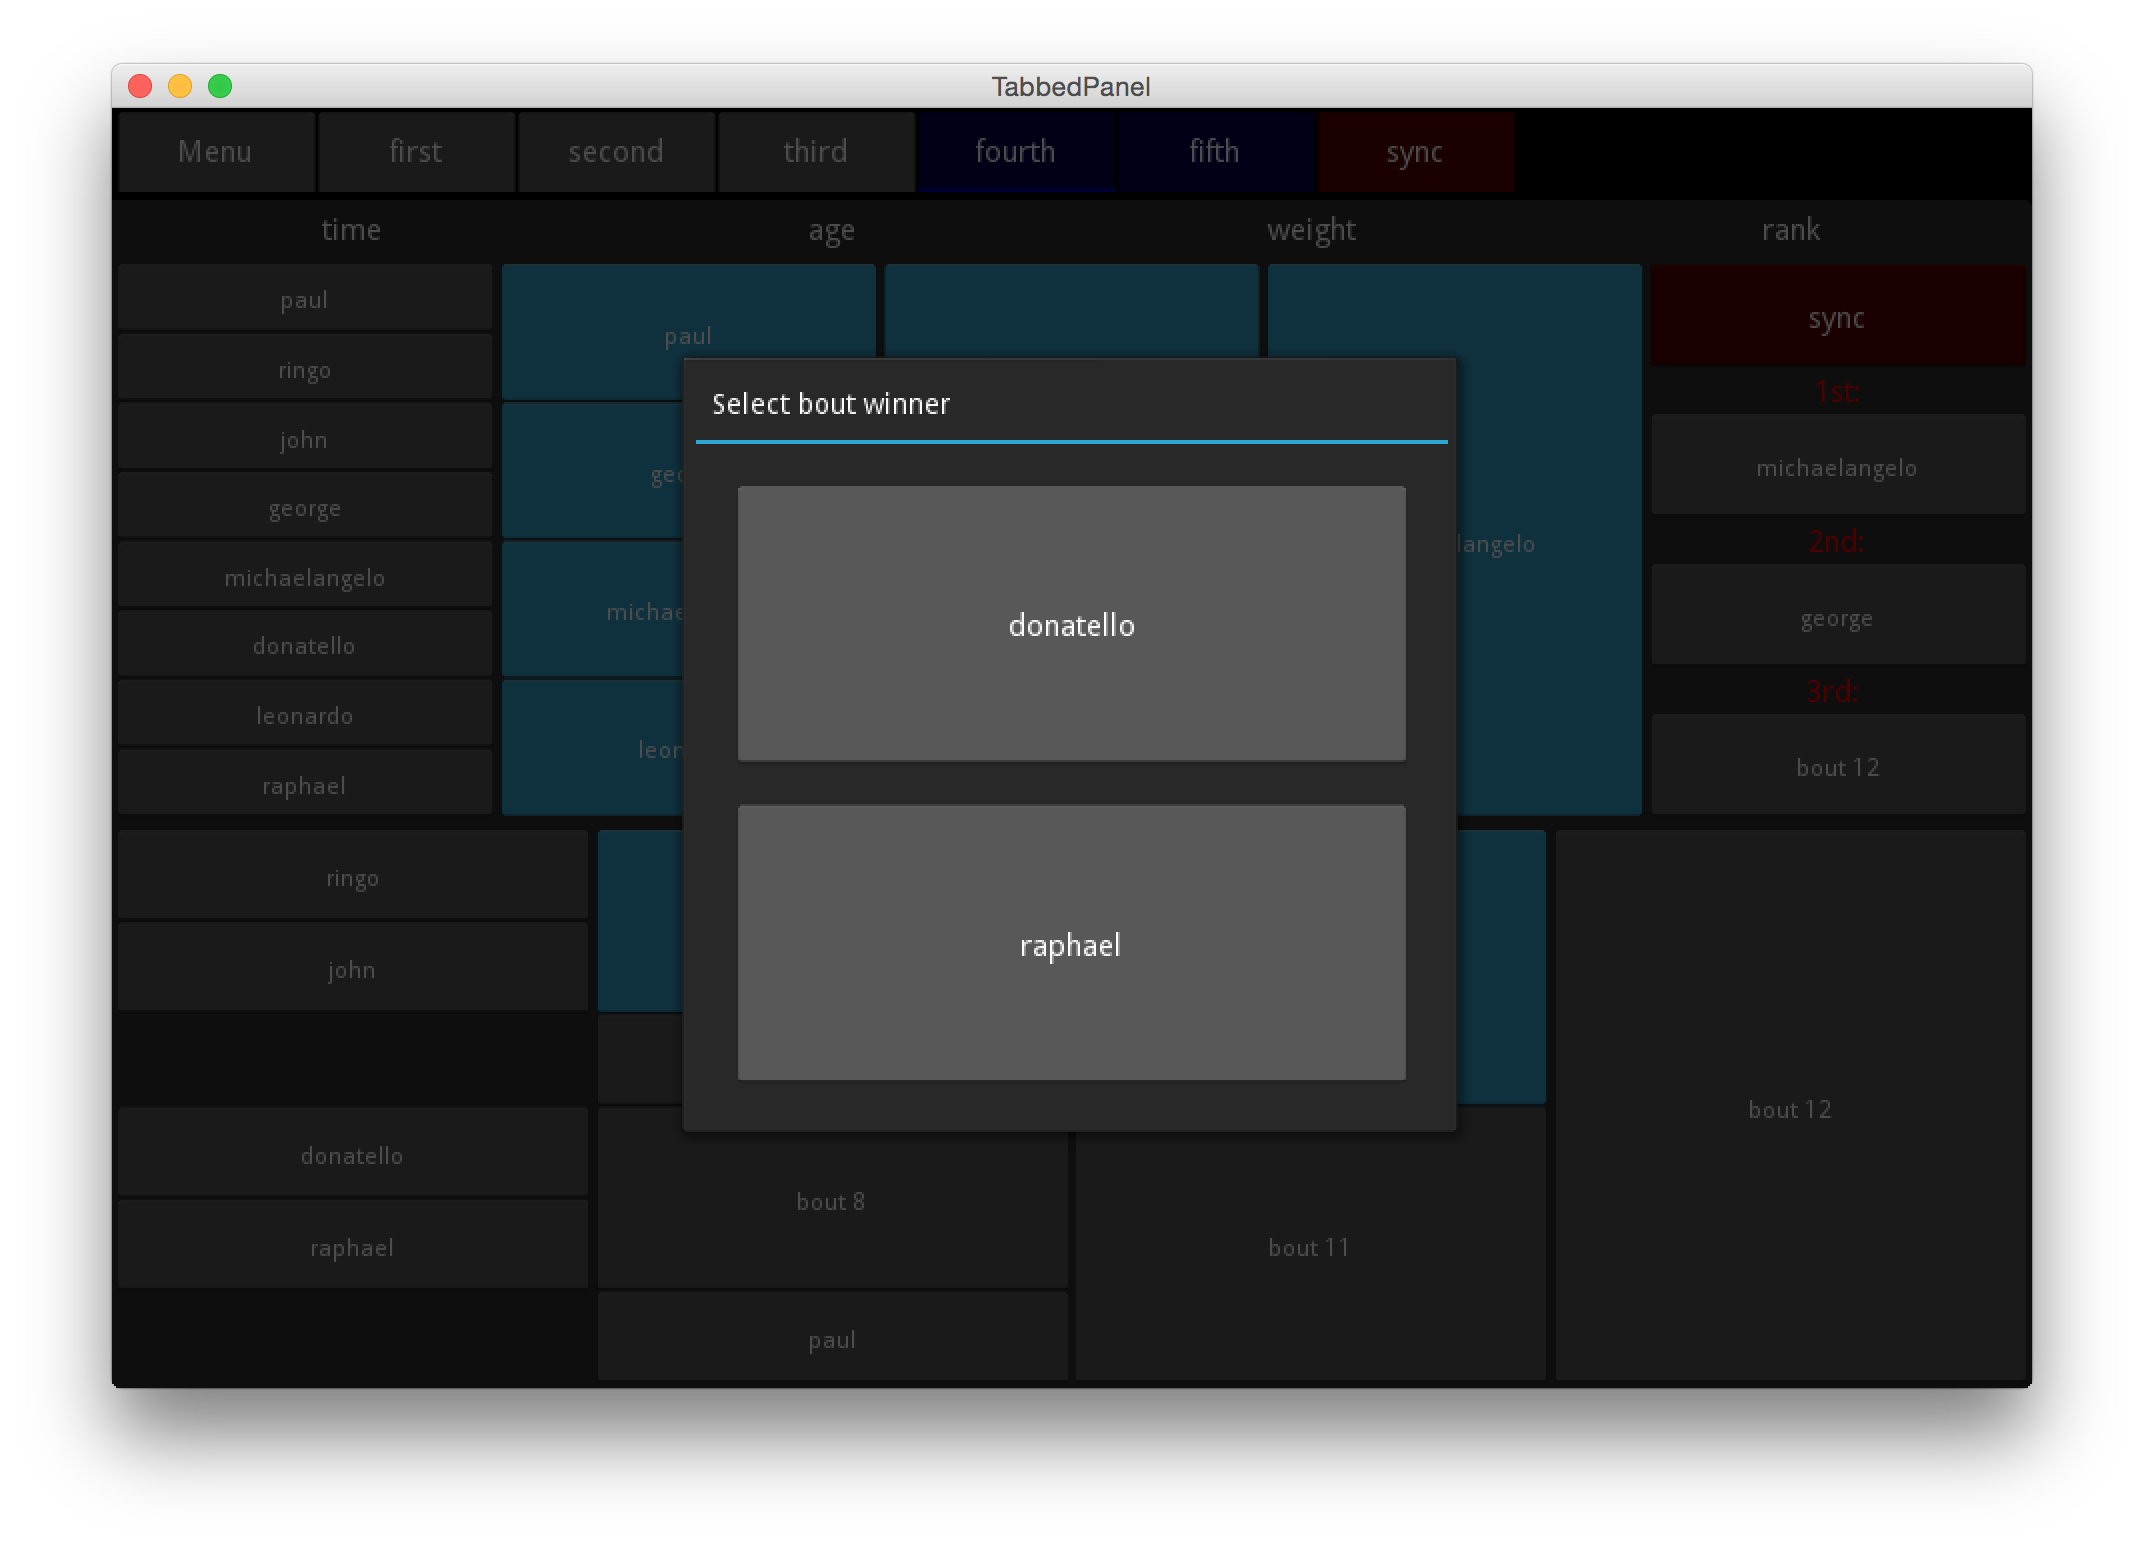 TabbedPanel
Menu first second third fourth fifth sync
time age weight rank
paul
ringo
john
george
michaelangelo
donatello
leonardo
raphael
paul
geo
michae
leon
langelo
sync
1st:
michaelangelo
2nd:
george
3rd:
bout 12
Select bout winner
donatello
raphael
ringo
john
donatello
raphael
bout 8
paul
bout 11
bout 12